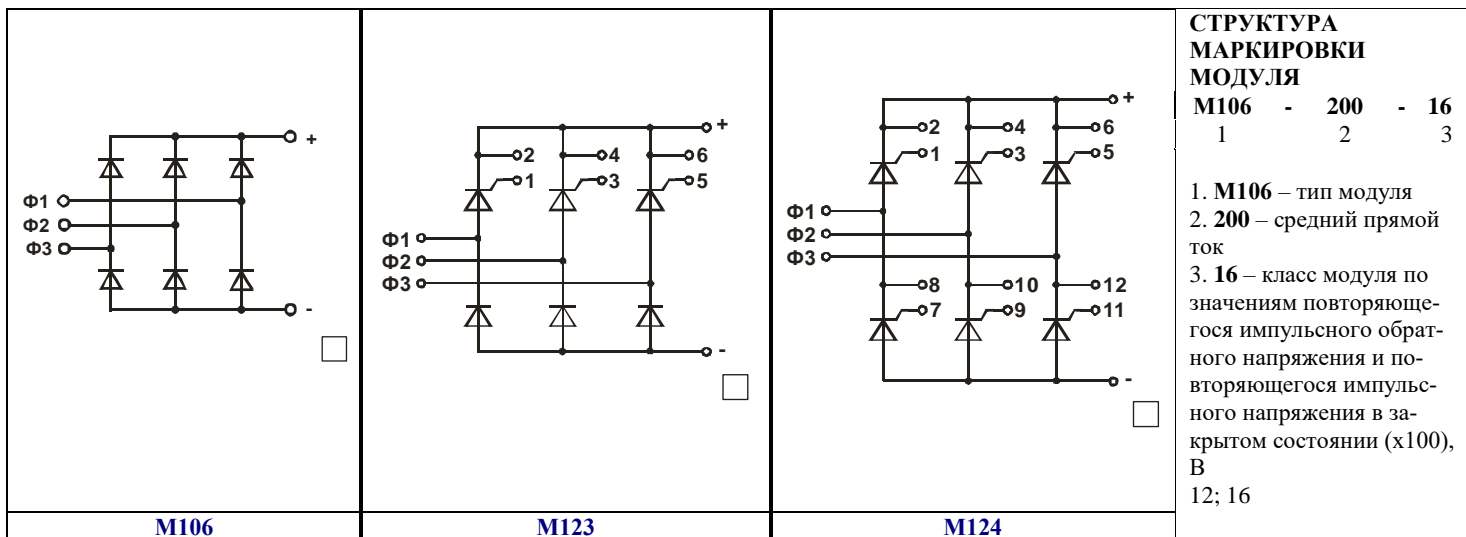 +
Ф1
Ф2
Ф3
-
М106
+
2
4
6
1
3
5
Ф1
Ф2
Ф3
-
М123
+
2
4
6
1
3
5
Ф1
Ф2
Ф3
8
10
12
7
9
11
-
М124
СТРУКТУРА
МАРКИРОВКИ
МОДУЛЯ
М106 - 200 - 16
1 2 3
1. М106 – тип модуля
2. 200 – средний прямой
ток
3. 16 – класс модуля по
значениям повторяюще-
гося импульсного обрат-
ного напряжения и по-
вторяющегося импульс-
ного напряжения в за-
крытом состоянии (х100),
В
12; 16